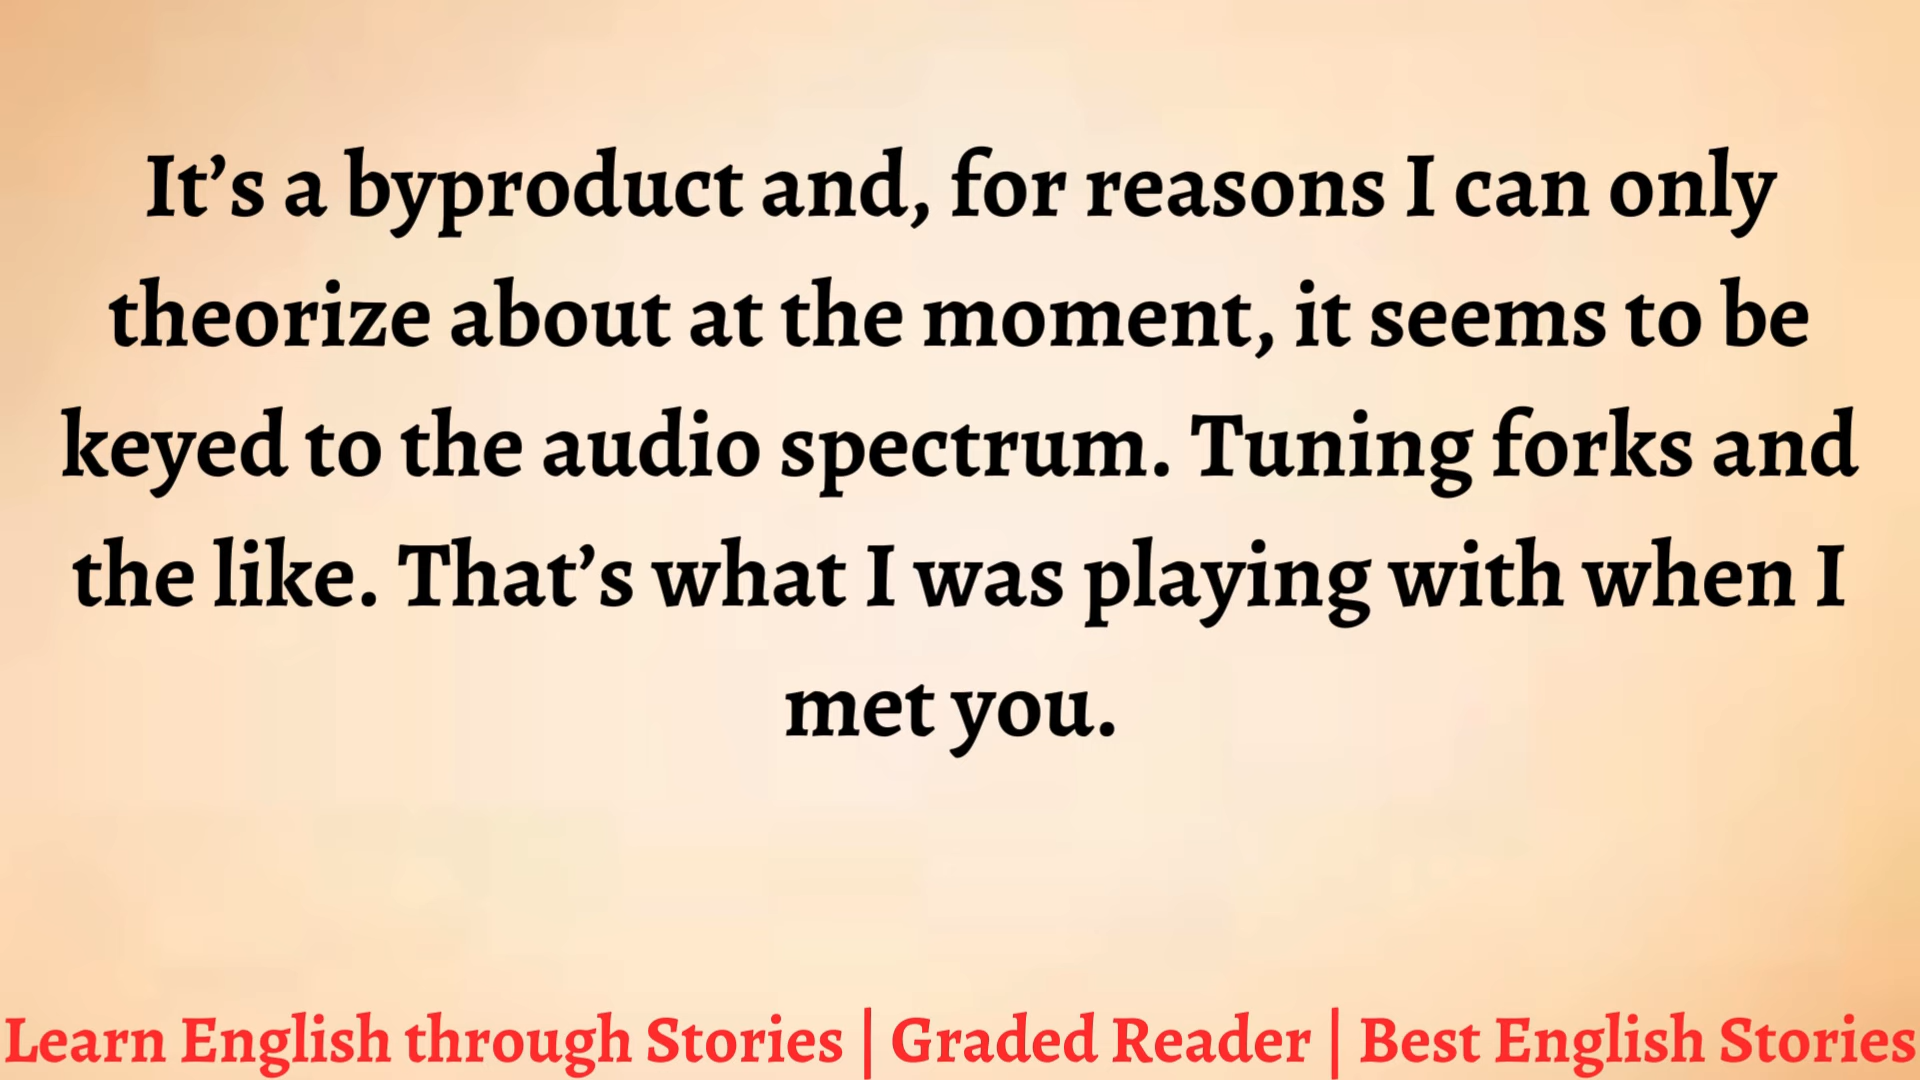 It’s a byproduct and, for reasons I can only
theorize about at the moment, it seems to be
keyed to the audio spectrum. Tuning forks and
the like. That’s what I was playing with when I
met you.
Learn English through Stories | Graded Reader | Best English Stories